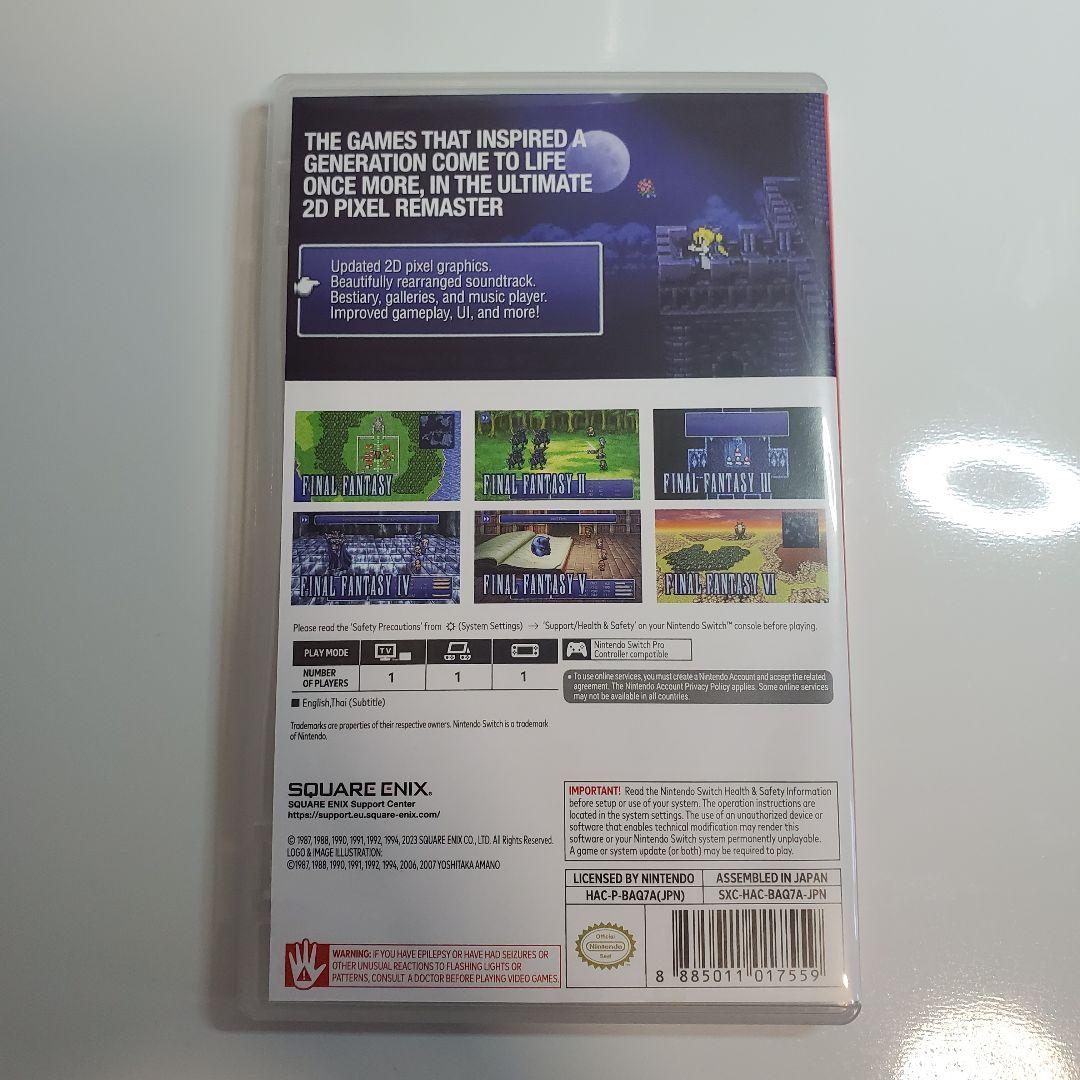 THE GAMES THAT INSPIRED A
GENERATION COME TO LIFE
ONCE MORE, IN THE ULTIMATE
2D PIXEL REMASTER
Updated 2D pixel graphics.
Beautifully rearranged soundtrack.
Bestiary, galleries, and music player.
Improved gameplay, UI, and more!
FINAL FANTASY
FINAL FANTASY II
FINAL FANTASY III
FINAL FANTASY IV
FINAL FANTASY V
FINAL FANTASY VI
Please read the 'Safety Precautions' from (System Settings) → 'Support/Health & Safety' on your Nintendo Switch™ console before playing.
PLAY MODE
TV
Nintendo Switch Pro
Controller compatible
NUMBER
OF PLAYERS
1
1
1
• To use online services, you must create a Nintendo Account and accept the related
agreement. The Nintendo Account Privacy Policy applies. Some online services
may not be available in all countries.
■ English,Thai (Subtitle)
Trademarks are properties of their respective owners. Nintendo Switch is a trademark
of Nintendo.
SQUARE ENIX.
SQUARE ENIX Support Center
https://support.eu.square-enix.com/
© 1987, 1988, 1990, 1991, 1992, 1994, 2023 SQUARE ENIX CO., LTD. All Rights Reserved.
LOGO & IMAGE ILLUSTRATION:
©1987, 1988, 1990, 1991, 1992, 1994, 2006, 2007 YOSHITAKA AMANO
IMPORTANT! Read the Nintendo Switch Health & Safety Information
before setup or use of your system. The operation instructions are
located in the system settings. The use of an unauthorized device or
software that enables technical modification may render this
software or your Nintendo Switch system permanently unplayable.
A game or system update (or both) may be required to play.
LICENSED BY NINTENDO
ASSEMBLED IN JAPAN
HAC-P-BAQ7A(JPN)
SXC-HAC-BAQ7A-JPN
Official
Nintendo
Seal
8 885011 017559
WARNING: IF YOU HAVE EPILEPSY OR HAVE HAD SEIZURES OR
OTHER UNUSUAL REACTIONS TO FLASHING LIGHTS OR
PATTERNS, CONSULT A DOCTOR BEFORE PLAYING VIDEO GAMES.